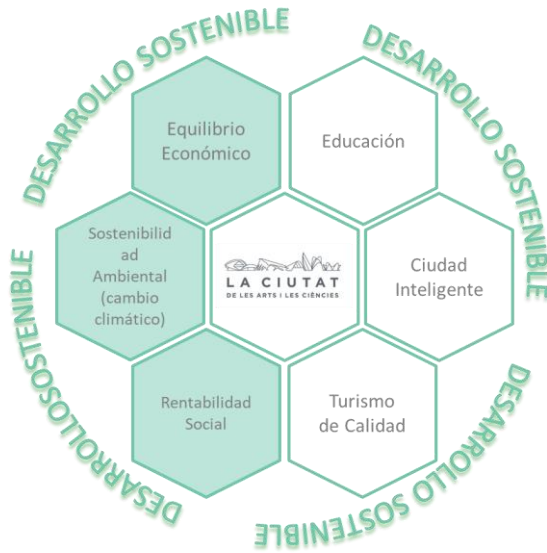 DESARROLLO SOSTENIBLE
DESARROLLO SOSTENIBLE
Equilibrio
Económico
Educación
Sostenibilid
ad
Ambiental
(cambio
climático)
LA CIUTAT
DE LES ARTS I LES CIÈNCIES
Ciudad
Inteligente
Rentabilidad
Social
Turismo
de Calidad
DESARROLLOSOSTENIBLE
DESARROLLO SOSTENIBLE